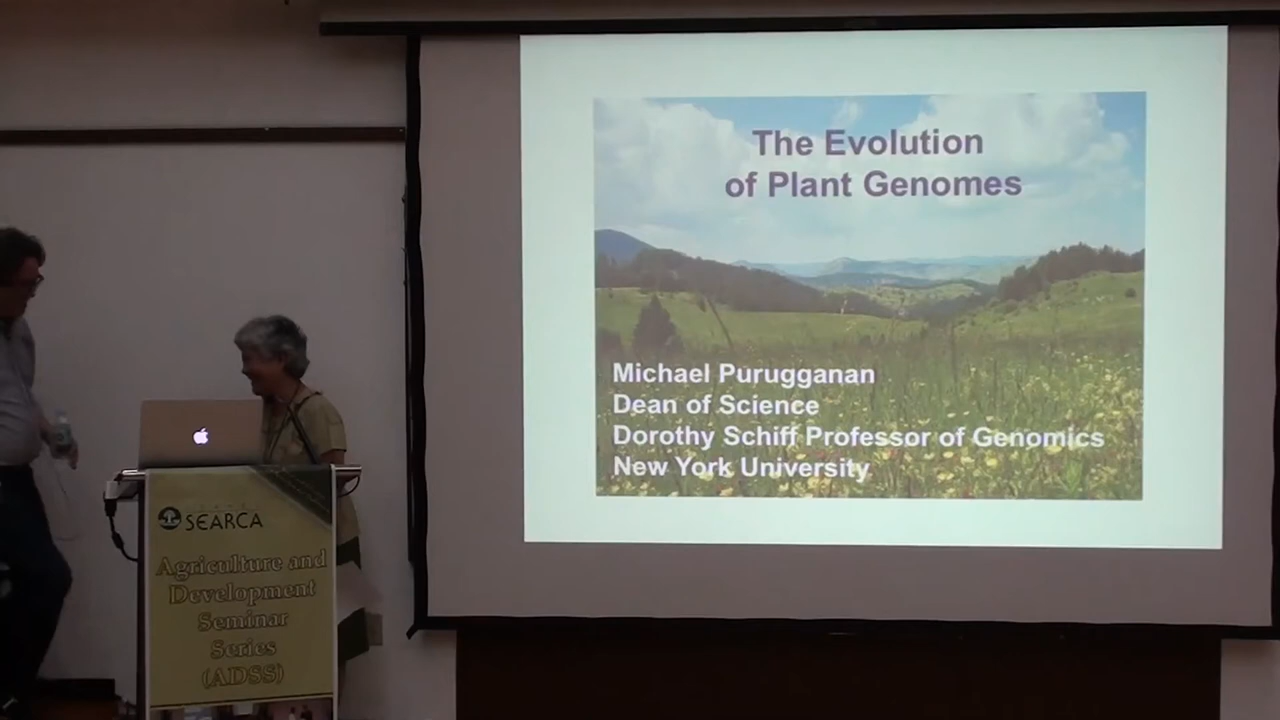 The Evolution
of Plant Genomes
Michael Purugganan
Dean of Science
Dorothy Schiff Professor of Genomics
New York University
SEARCA
Agriculture and
Development
Seminar
Series
(ADSS)